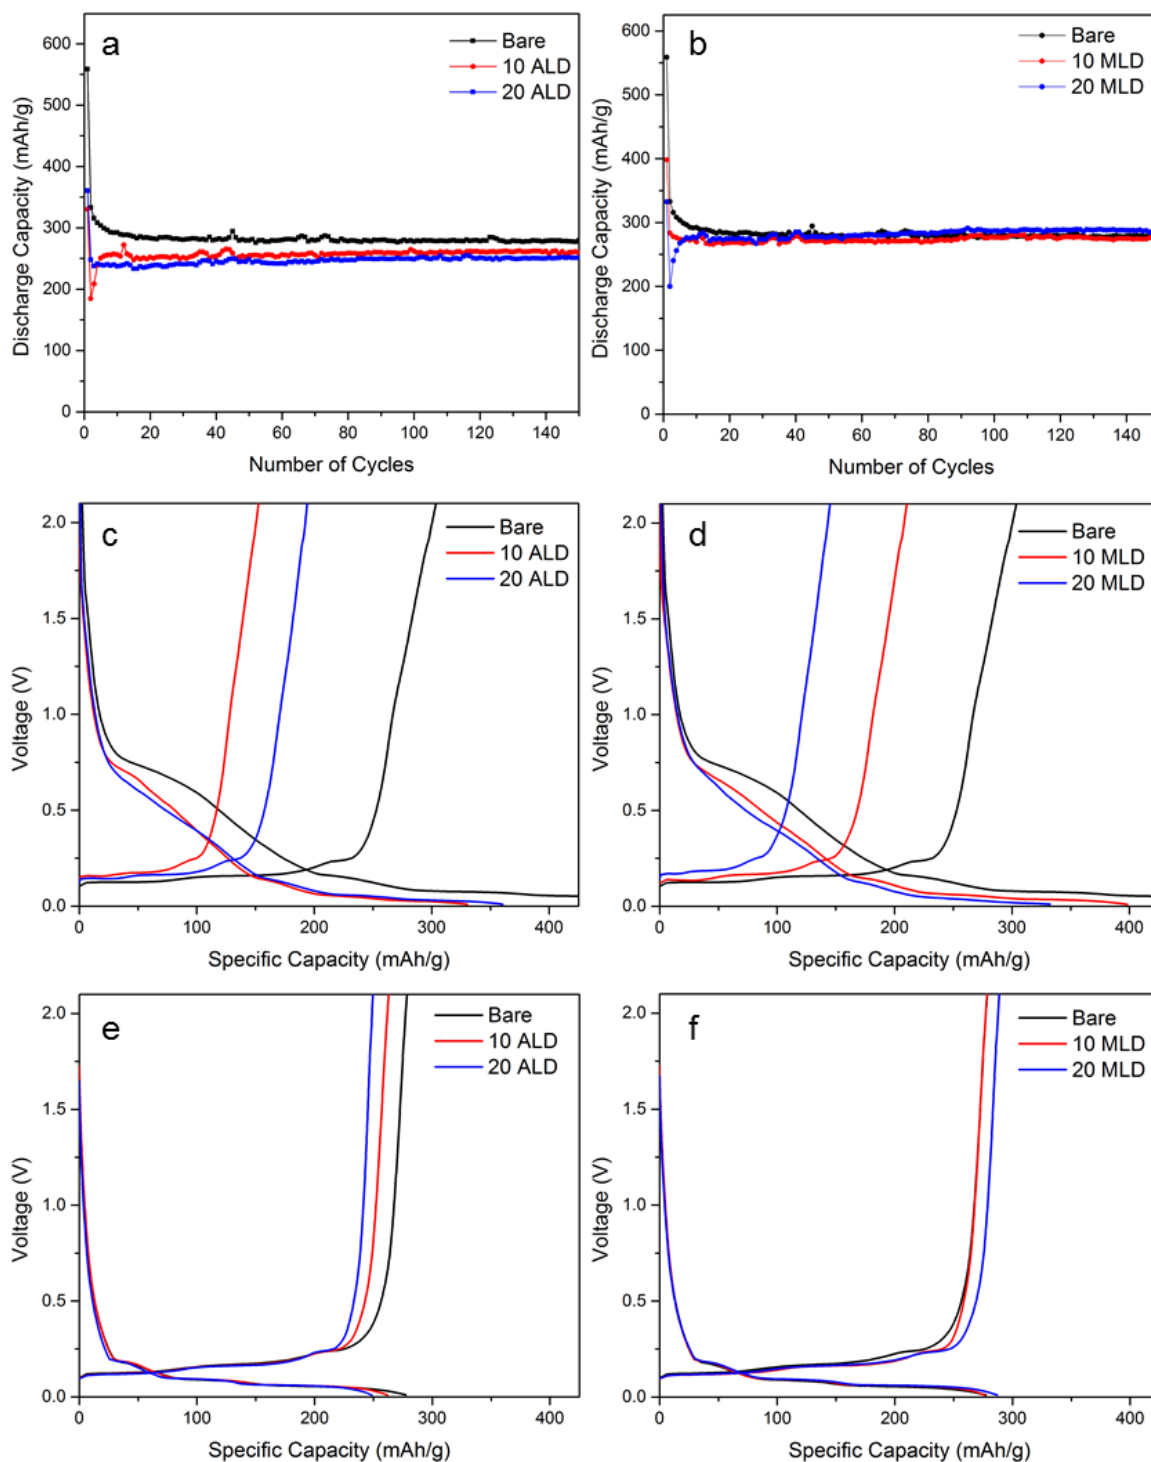 a
Bare
10 ALD
20 ALD
600
500
400
300
200
100
0
Discharge Capacity (mAh/g)
0 20 40 60 80 100 120 140
Number of Cycles
b
Bare
10 MLD
20 MLD
600
500
400
300
200
100
0
Discharge Capacity (mAh/g)
0 20 40 60 80 100 120 140
Number of Cycles
c
Bare
10 ALD
20 ALD
2.0
1.5
1.0
0.5
0.0
Voltage (V)
0 100 200 300 400
Specific Capacity (mAh/g)
d
Bare
10 MLD
20 MLD
2.0
1.5
1.0
0.5
0.0
Voltage (V)
0 100 200 300 400
Specific Capacity (mAh/g)
e
Bare
10 ALD
20 ALD
2.0
1.5
1.0
0.5
0.0
Voltage (V)
0 100 200 300 400
Specific Capacity (mAh/g)
f
Bare
10 MLD
20 MLD
2.0
1.5
1.0
0.5
0.0
Voltage (V)
0 100 200 300 400
Specific Capacity (mAh/g)